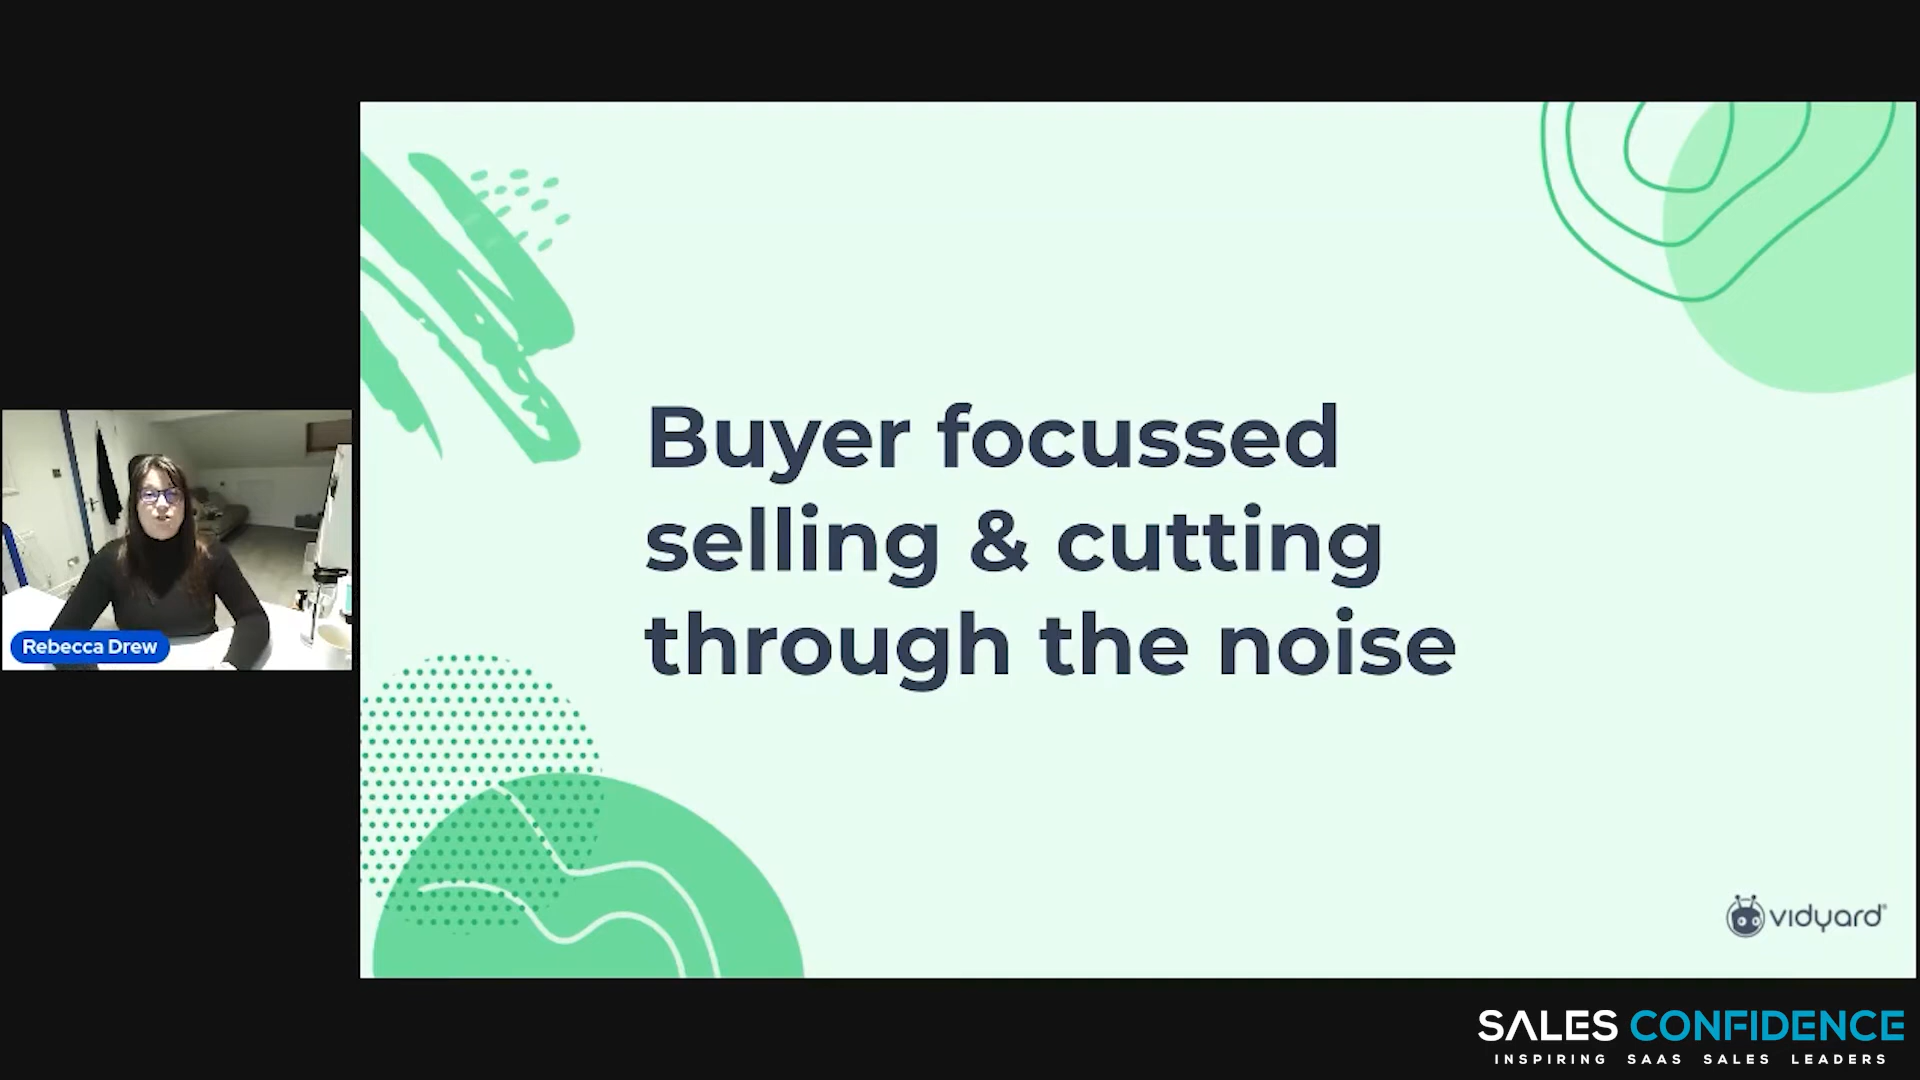 Buyer focussed
selling & cutting
through the noise
Rebecca Drew
vidyard
SALES CONFIDENCE
INSPIRING SAAS SALES LEADERS